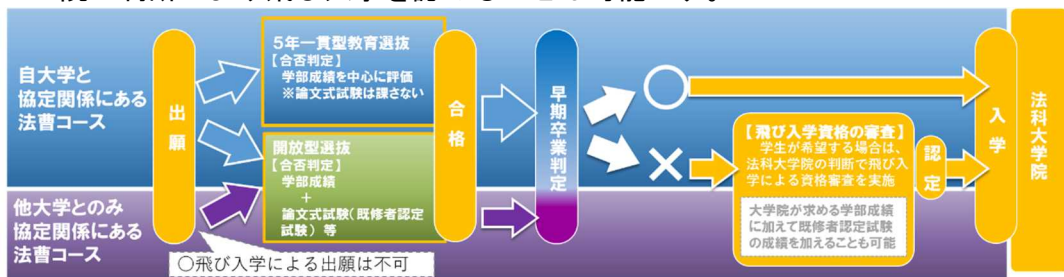 自大学と
協定関係にある
法曹コース
他大学とのみ
協定関係にある
法曹コース
出願
5年一貫型教育選抜
【合否判定】
学部成績を中心に評価
※論文式試験は課さない
開放型選抜
【合否判定】
学部成績
+
論文式試験(既修者認定
試験)等
○飛び入学による出願は不可
合格
早期卒業判定
【飛び入学資格の審査】
学生が希望する場合は、
法科大学院の判断で飛び入
学による資格審査を実施
大学院が求める学部成績
に加えて既修者認定試験
の成績を加えることも可能
認定
入学
法科大学院